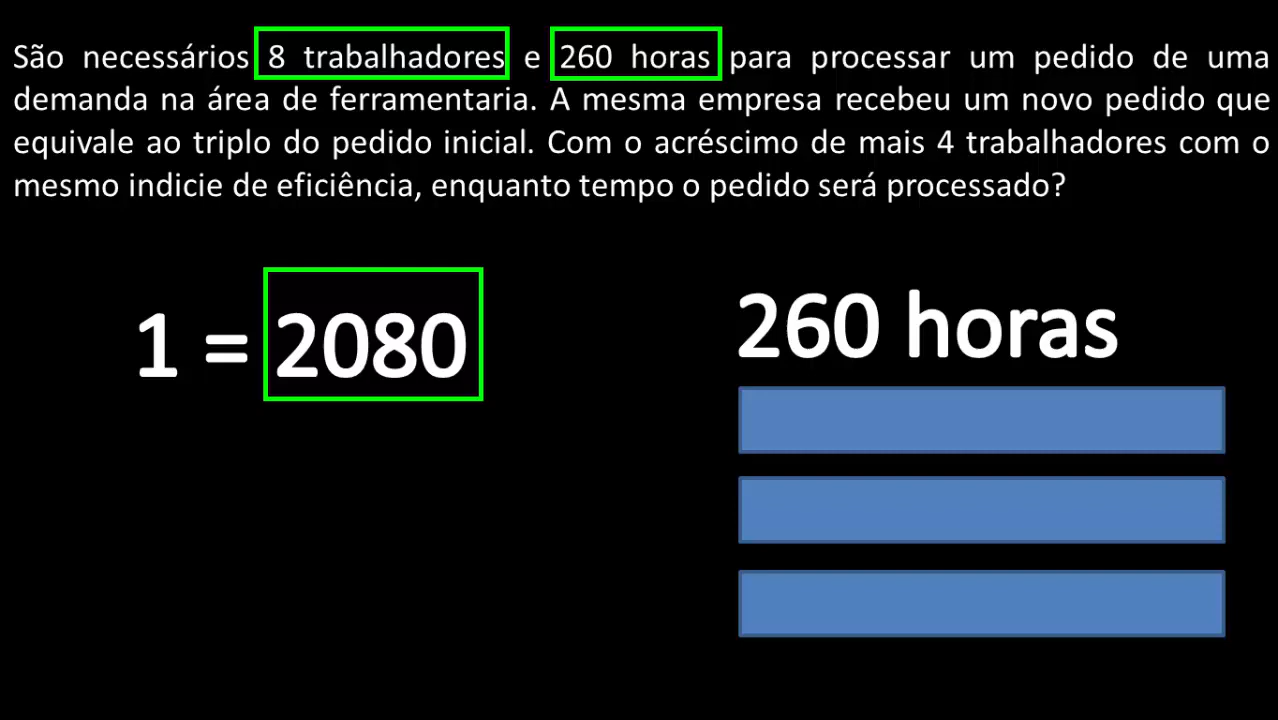 São necessários 8 trabalhadores e 260 horas para processar um pedido de uma
demanda na área de ferramentaria. A mesma empresa recebeu um novo pedido que
equivale ao triplo do pedido inicial. Com o acréscimo de mais 4 trabalhadores com o
mesmo indicie de eficiência, enquanto tempo o pedido será processado?
1 = 2080
260 horas